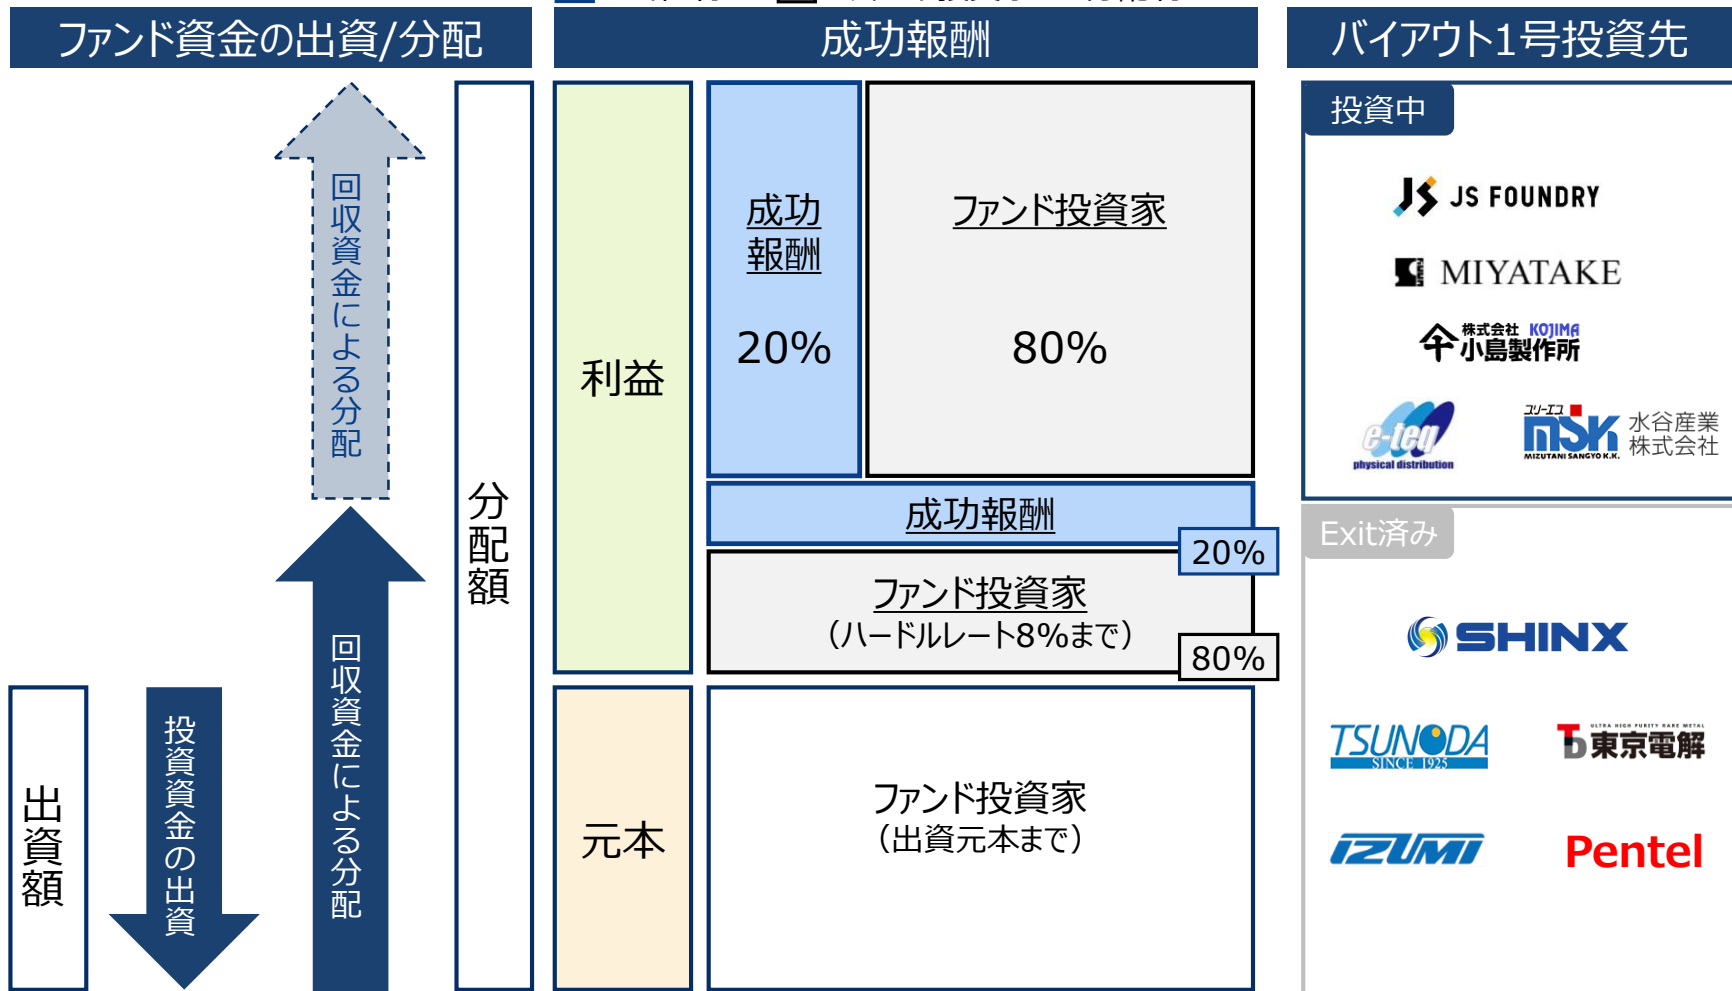 ファンド資金の出資/分配
成功報酬
バイアウト1号投資先
出資額
投資資金の出資
回収資金による分配
回収資金による分配
分配額
利益
元本
成功
報酬
20%
ファンド投資家
80%
成功報酬
20%
ファンド投資家
（ハードルレート8%まで）
80%
ファンド投資家
（出資元本まで）
投資中
JS FOUNDRY
MIYATAKE
株式会社 KOJIMA
小島製作所
e-teq
physical distribution
コリーエス
mSK
MIZUTANI SANGYO K.K.
水谷産業
株式会社
Exit済み
SHINX
TSUNODA
SINCE 1925
ULTRA HIGH PURITY RARE METAL
東京電解
IZUMI
Pentel